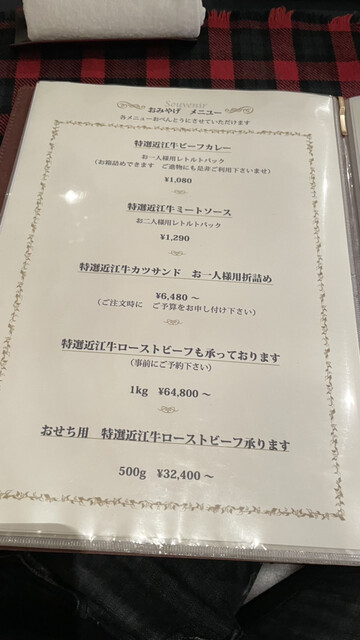 Souvenir
おみやげ メニュー
各メニューおべんとうにさせていただけます
特選近江牛ビーフカレー
お一人様用レトルトパック
(お箱詰めできます ご進物にも是非ご利用下さいませ)
¥1,080
特選近江牛ミートソース
お二人様用レトルトパック
¥1,290
特選近江牛カツサンド お一人様用折詰め
¥6,480～
(ご注文時に ご予算をお申し付け下さい)
特選近江牛ローストビーフも承っております
(事前にご予約下さい)
1kg ¥64,800～
おせち用 特選近江牛ローストビーフ承ります
500g ¥32,400～